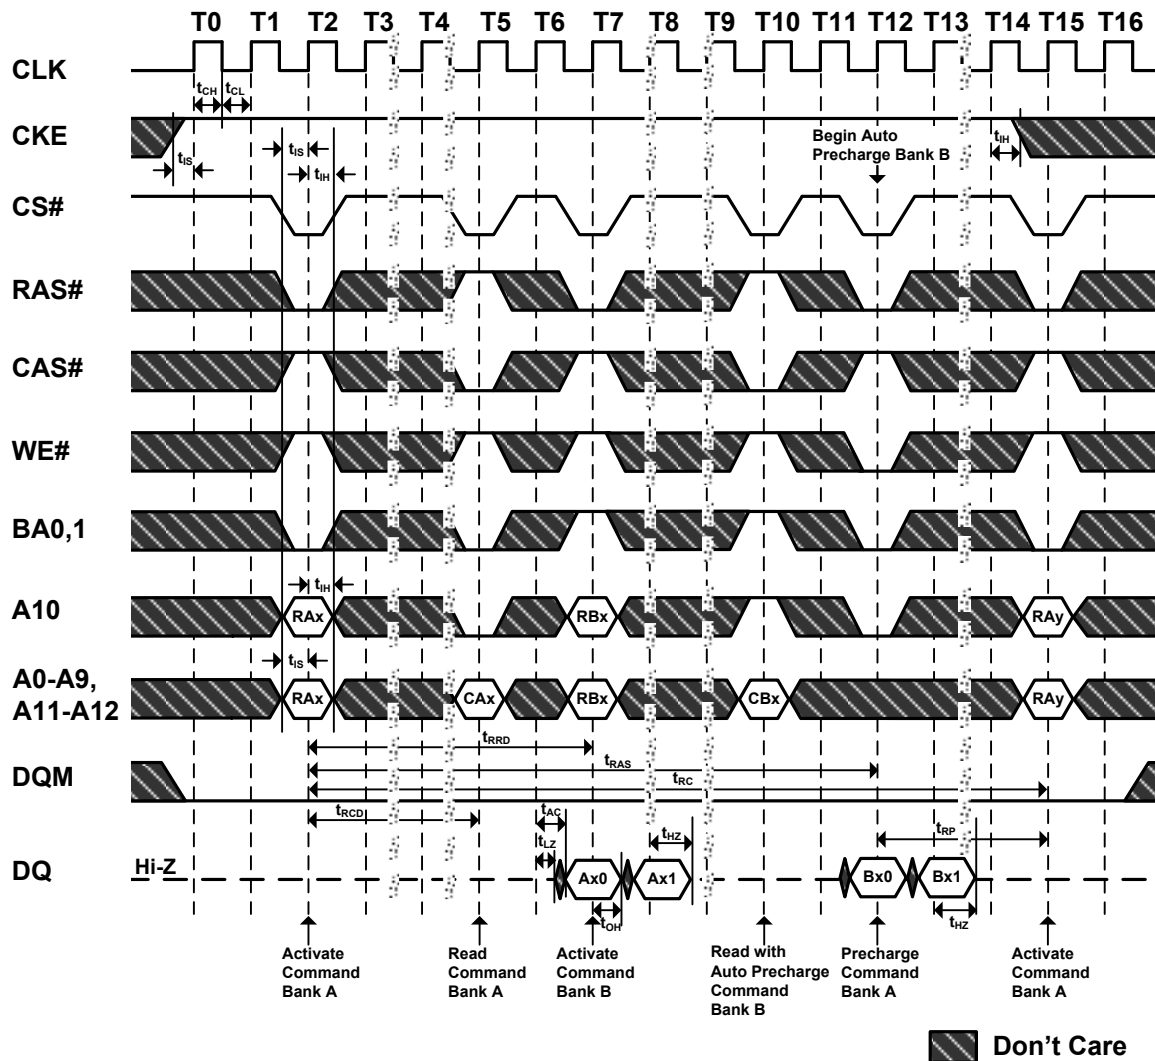 T0 T1 T2 T3 T4 T5 T6 T7 T8 T9 T10 T11 T12 T13 T14 T15 T16
CLK
tCH tCL
CKE
tIS
tIS
tIH
Begin Auto
Precharge Bank B
tIH
CS#
RAS#
CAS#
WE#
BA0,1
tIH
A10
RAx
RBx
RAy
tIS
A0-A9,
A11-A12
RAx
CAx
RBx
CBx
RAy
tRRD
tRAS
DQM
tRC
tRCD
tAC
tLZ
tHZ
tRP
DQ
Hi-Z
Ax0
Ax1
Bx0
Bx1
tOH
tHZ
Activate
Command
Bank A
Read
Command
Bank A
Activate
Command
Bank B
Read with
Auto Precharge
Command
Bank B
Precharge
Command
Bank A
Activate
Command
Bank A
Don't Care